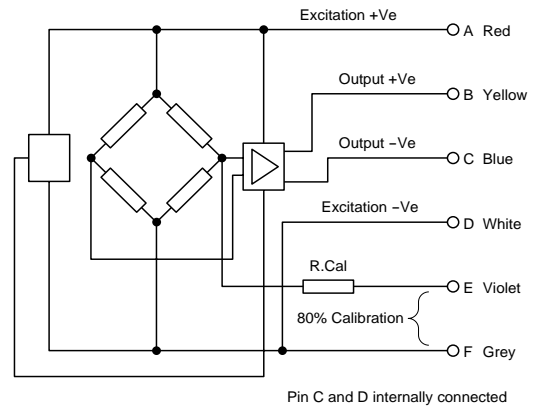 Excitation +Ve
A Red
Output +Ve
B Yellow
Output −Ve
C Blue
Excitation −Ve
D White
R.Cal
E Violet
80% Calibration
F Grey
Pin C and D internally connected